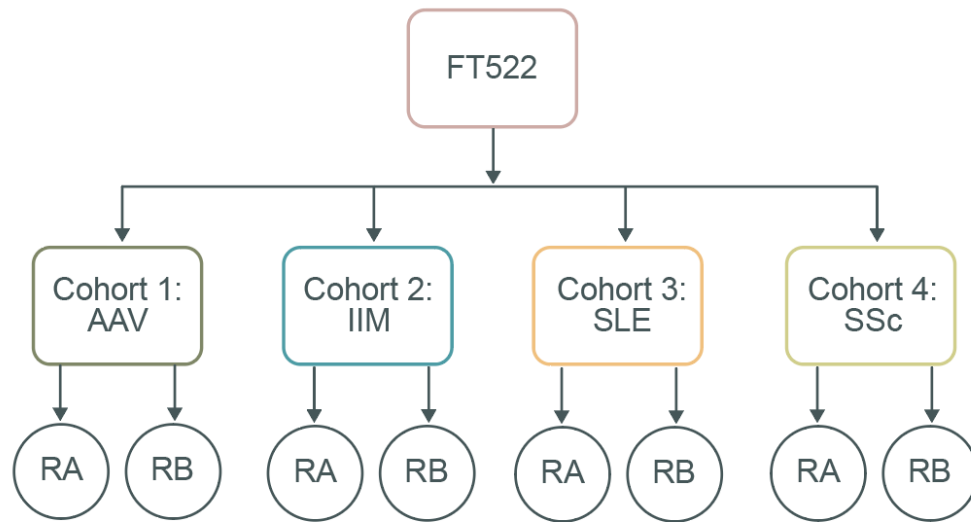 FT522
Cohort 1:
AAV
Cohort 2:
IIM
Cohort 3:
SLE
Cohort 4:
SSc
RA
RB
RA
RB
RA
RB
RA
RB